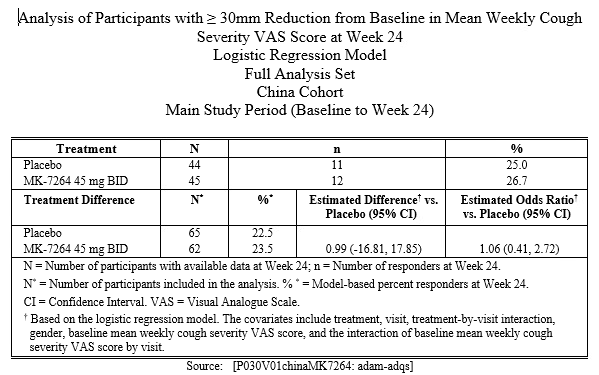 Analysis of Participants with ≥ 30mm Reduction from Baseline in Mean Weekly Cough
Severity VAS Score at Week 24
Logistic Regression Model
Full Analysis Set
China Cohort
Main Study Period (Baseline to Week 24)
Treatment N n %
Placebo 44 11 25.0
MK-7264 45 mg BID 45 12 26.7
Treatment Difference N* %* Estimated Difference† vs. Placebo (95% CI) Estimated Odds Ratio† vs. Placebo (95% CI)
Placebo 65 22.5
MK-7264 45 mg BID 62 23.5 0.99 (-16.81, 17.85) 1.06 (0.41, 2.72)
N = Number of participants with available data at Week 24; n = Number of responders at Week 24.
N* = Number of participants included in the analysis. % * = Model-based percent responders at Week 24.
CI = Confidence Interval. VAS = Visual Analogue Scale.
† Based on the logistic regression model. The covariates include treatment, visit, treatment-by-visit interaction,
gender, baseline mean weekly cough severity VAS score, and the interaction of baseline mean weekly cough
severity VAS score by visit.
Source: [P030V01chinaMK7264: adam-adqs]